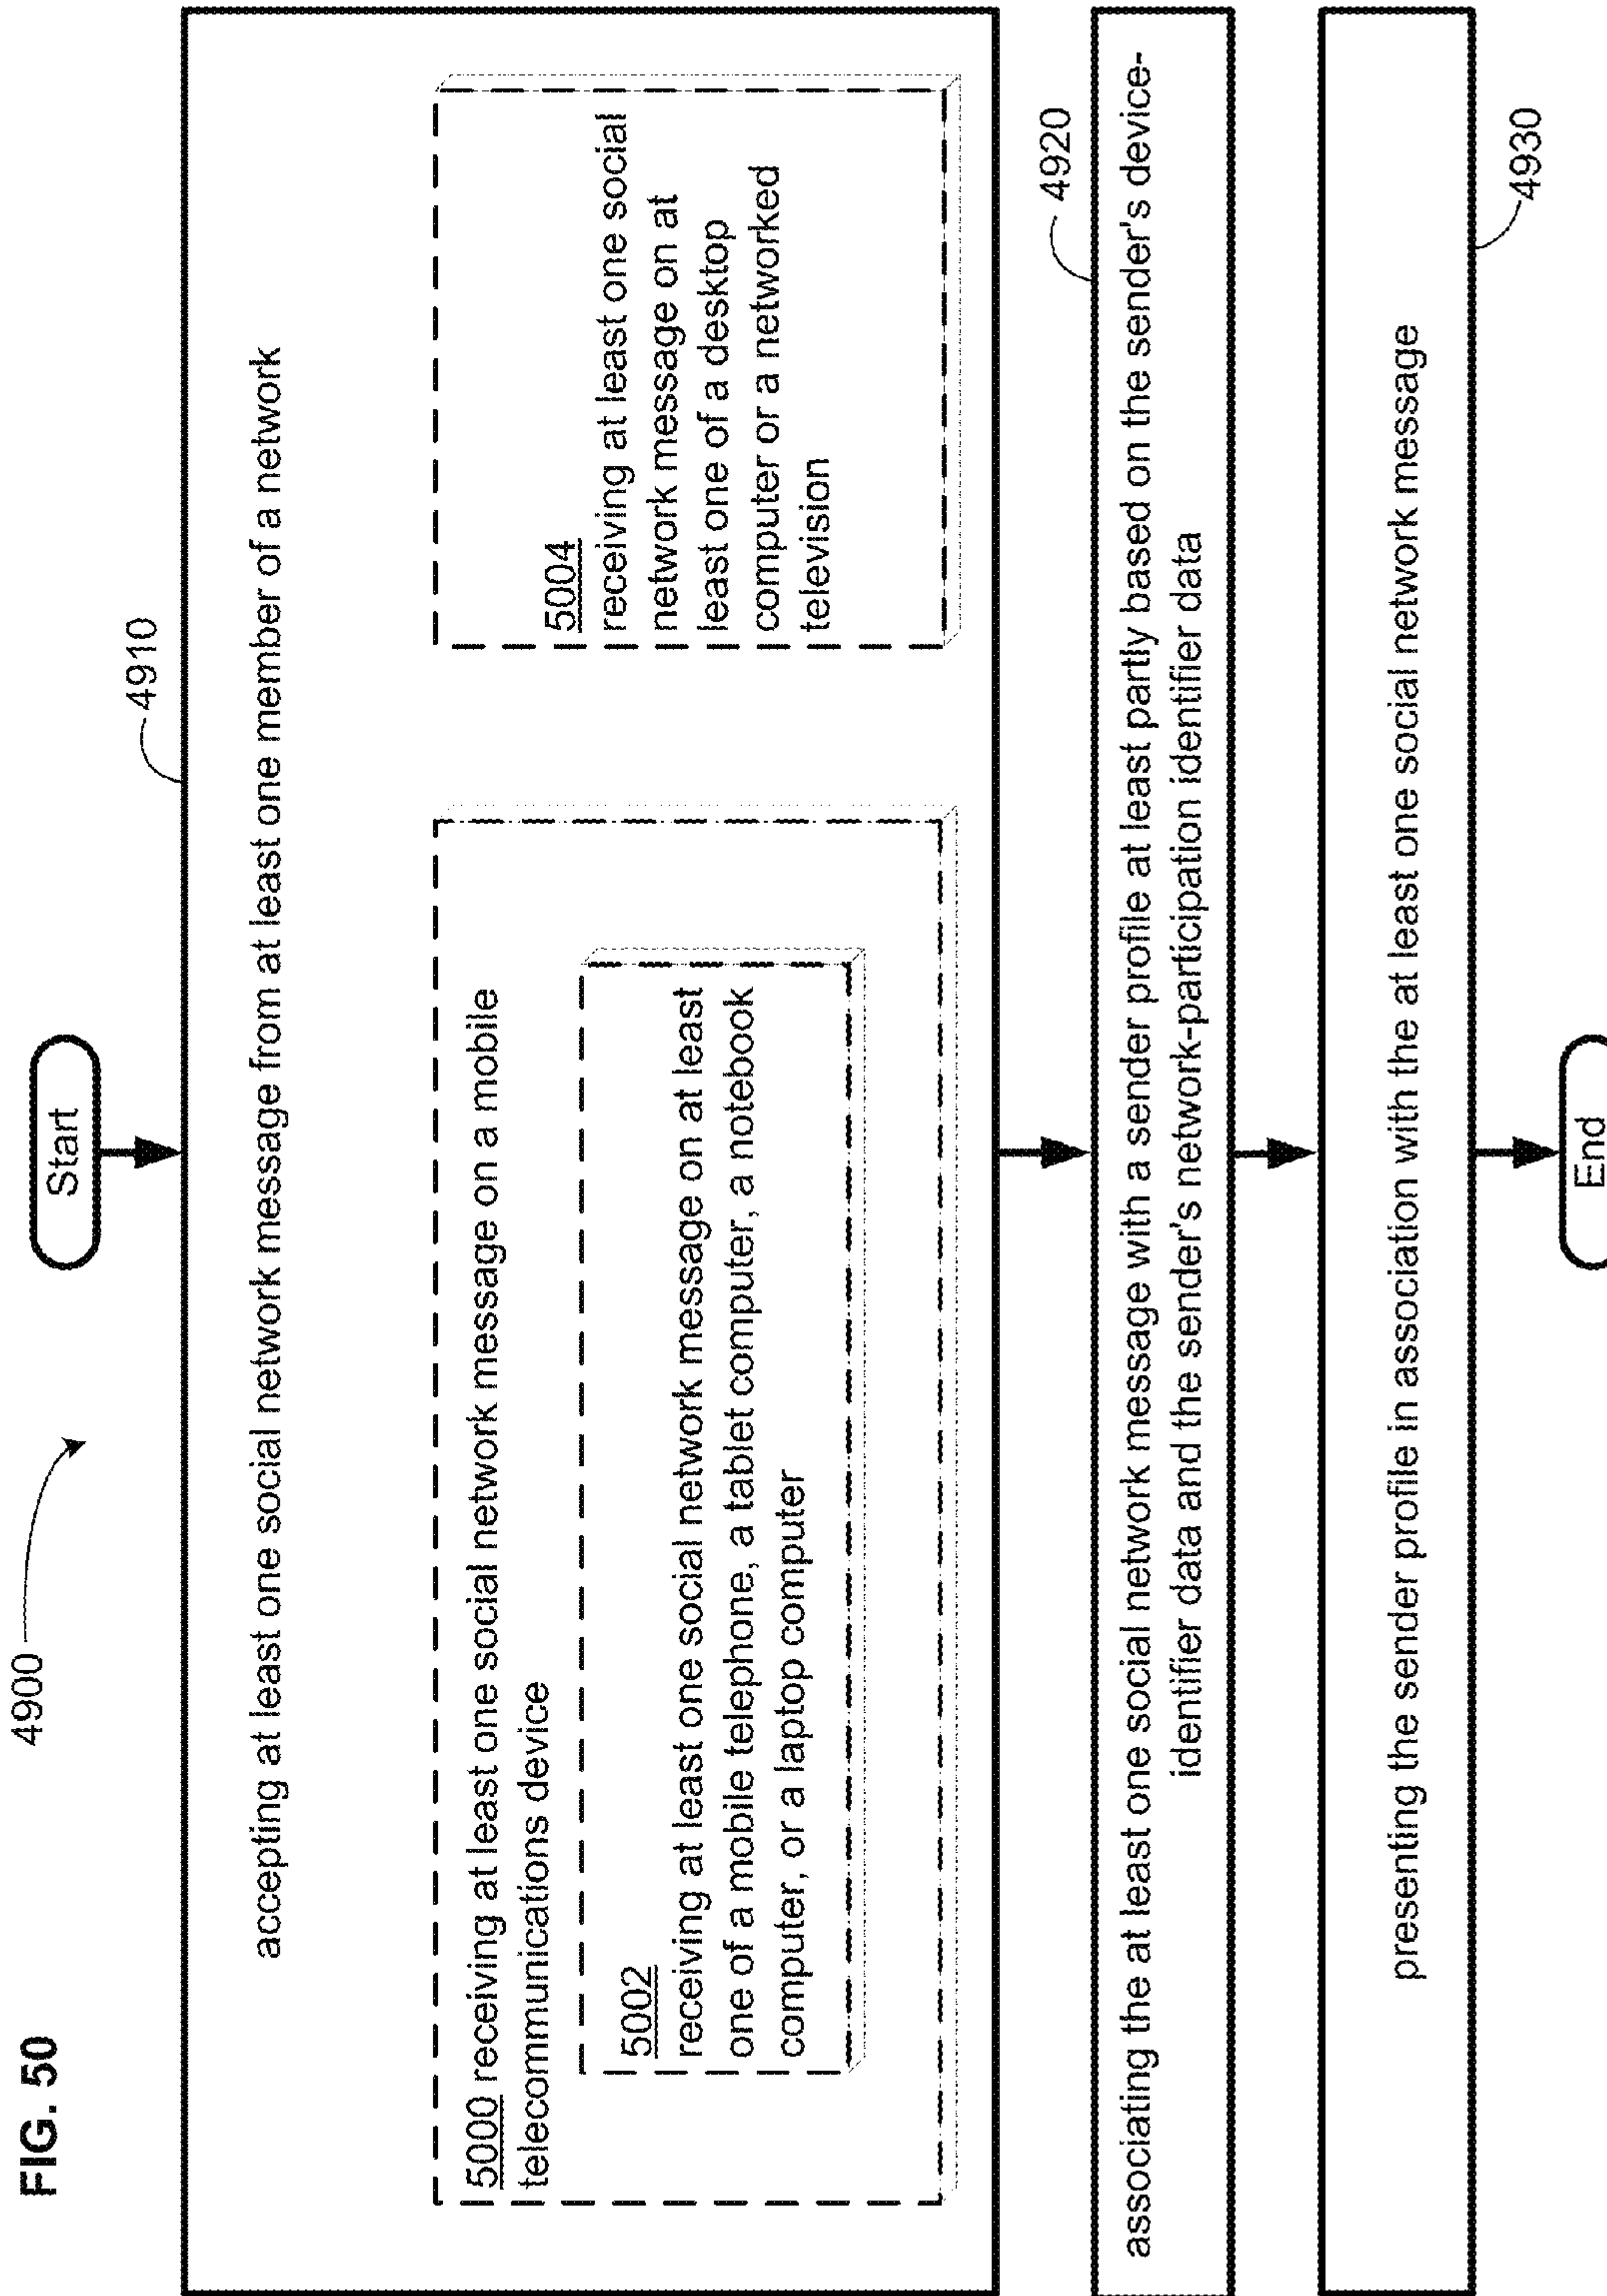 FIG. 50
4900
Start
4910
accepting at least one social network message from at least one member of a network
5000 receiving at least one social network message on a mobile
telecommunications device
5002
receiving at least one social network message on at least
one of a mobile telephone, a tablet computer, a notebook
computer, or a laptop computer
5004
receiving at least one social
network message on at
least one of a desktop
computer or a networked
television
4920
associating the at least one social network message with a sender profile at least partly based on the sender's device-
identifier data and the sender's network-participation identifier data
presenting the sender profile in association with the at least one social network message
4930
End